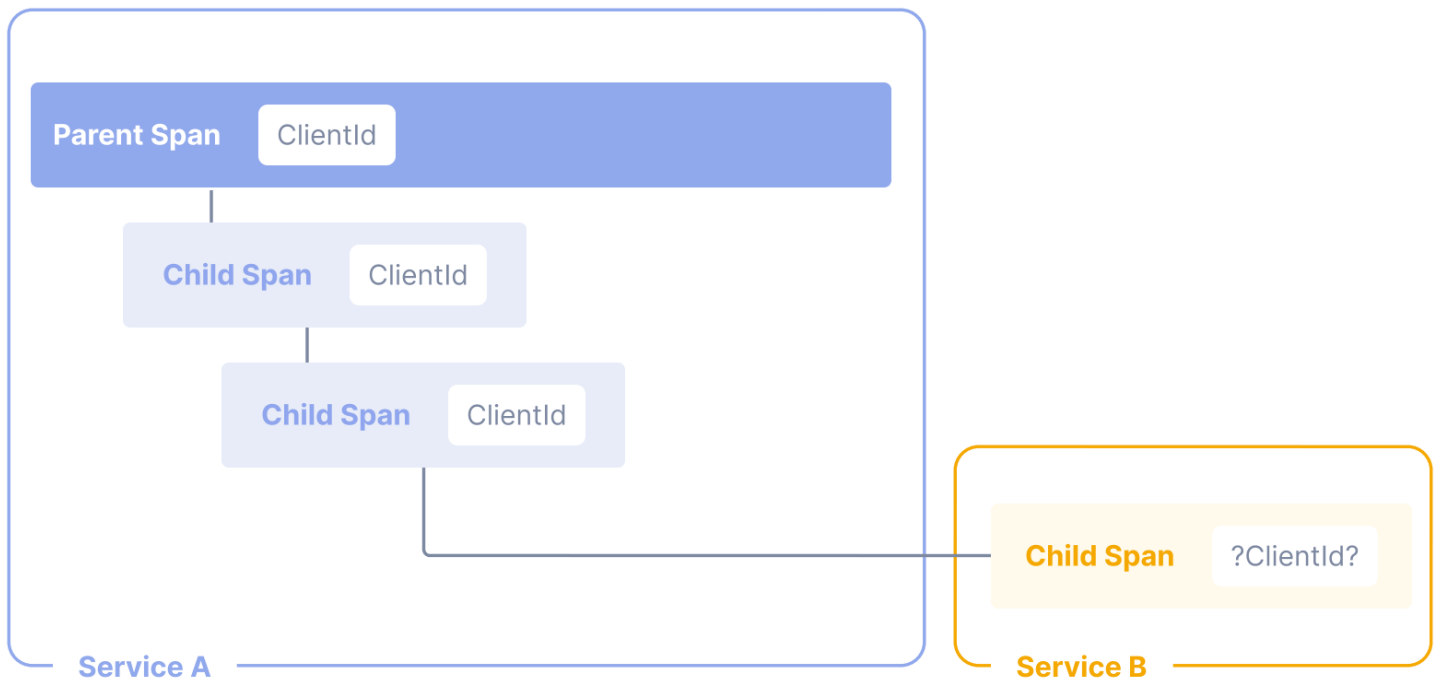 Parent Span ClientId
Child Span ClientId
Child Span ClientId
Child Span ?ClientId?
Service A
Service B